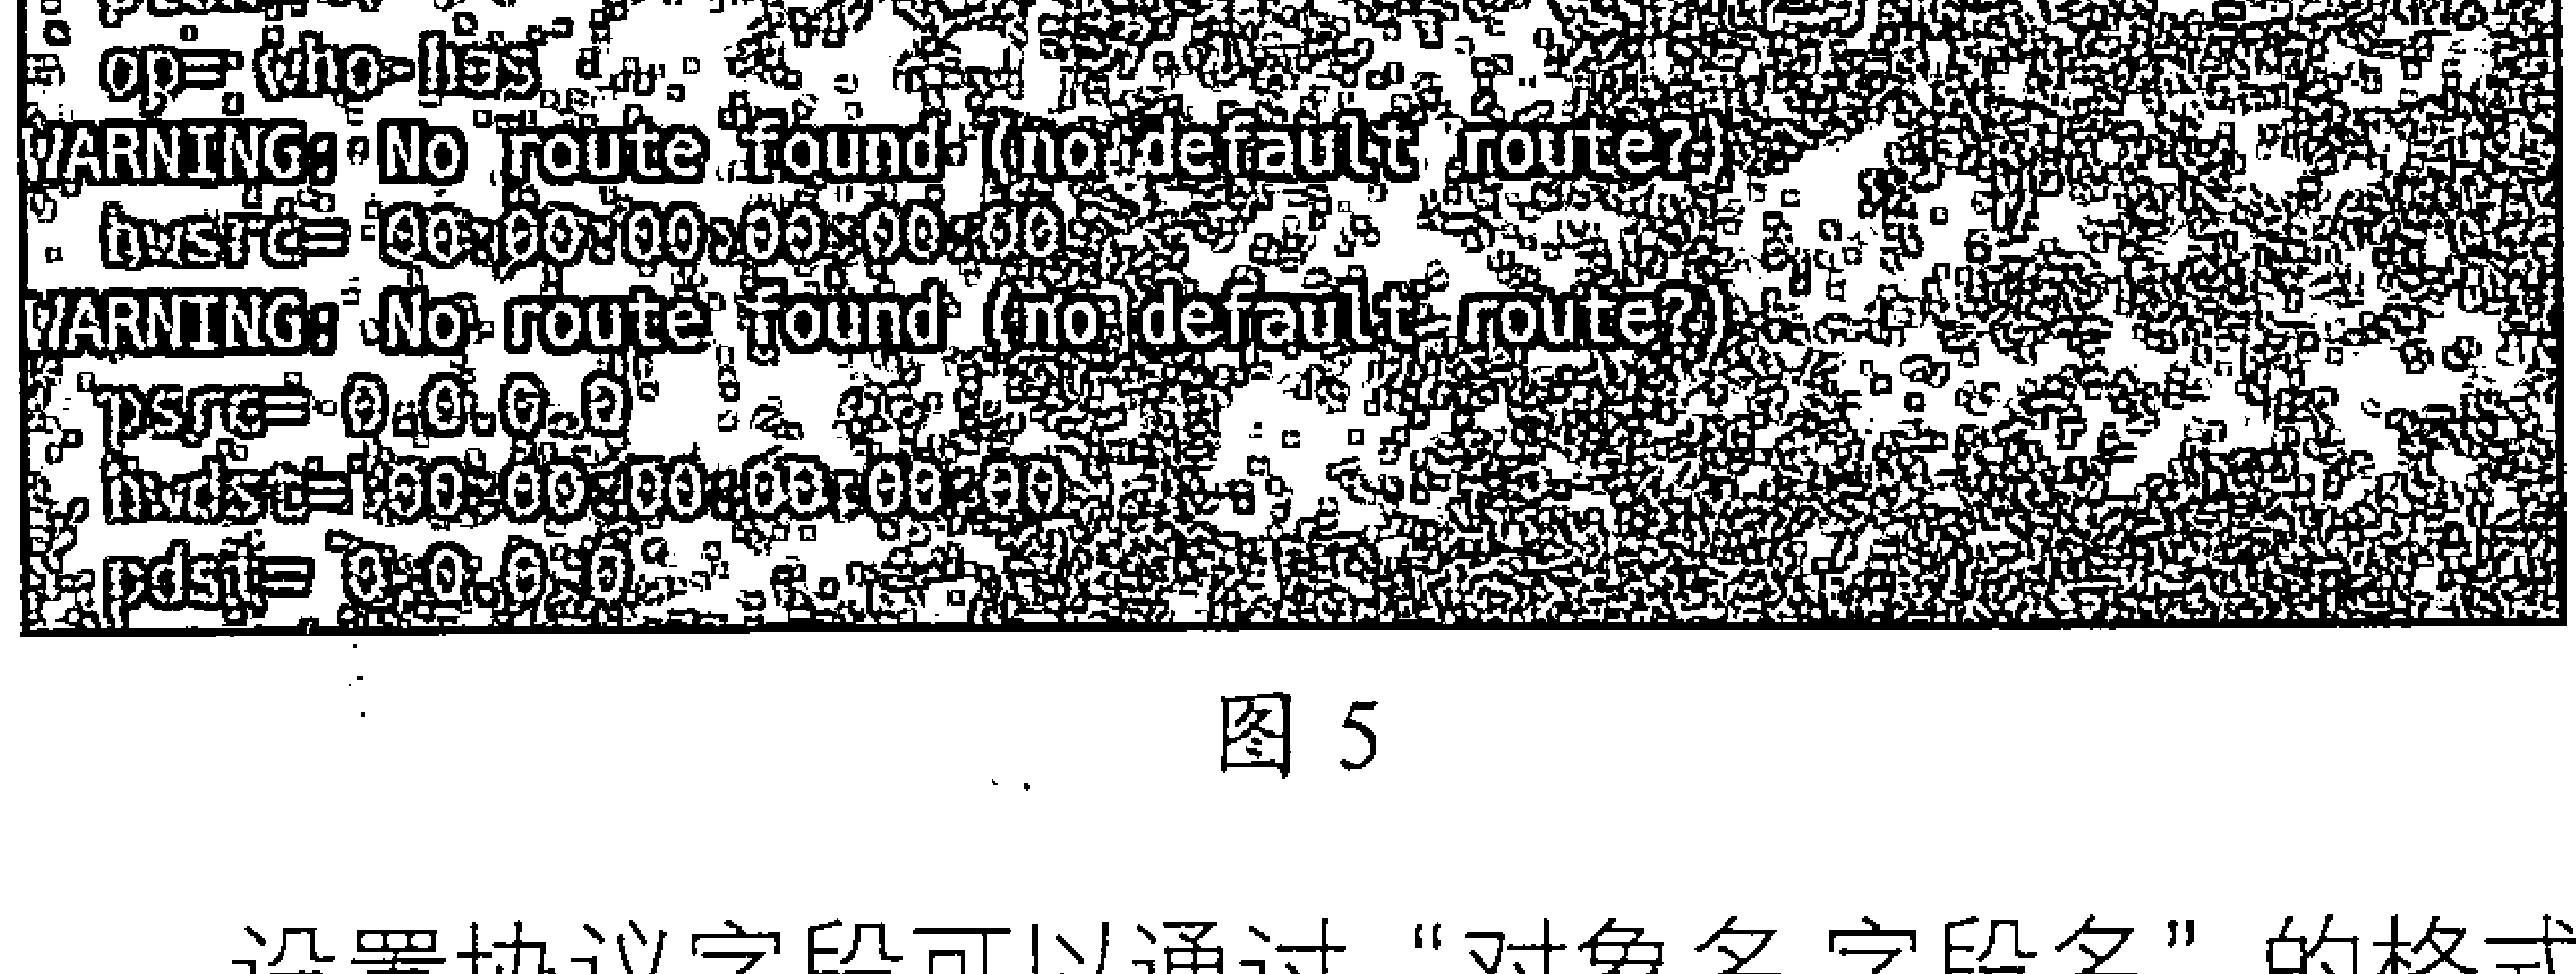 op= who-has
WARNING: No route found (no default route?)
hwsrc= 00:00:00:00:00:00
WARNING: No route found (no default route?)
psrc= 0.0.0.0
hwdst= 00:00:00:00:00:00
pdst= 0.0.0.0
图 5
设置协议字段可以通过“对象名.字段名”的格式